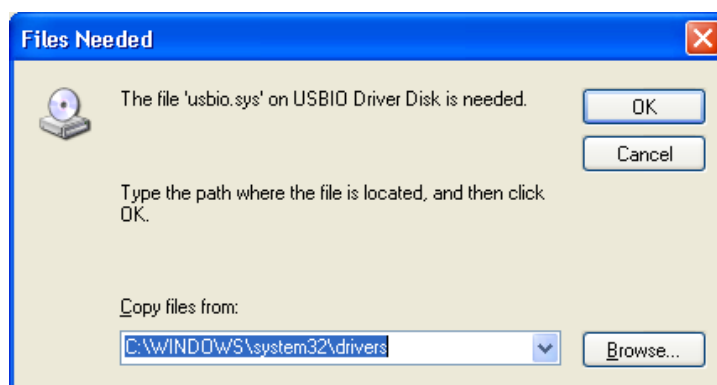 Files Needed
The file 'usbio.sys' on USBIO Driver Disk is needed.
OK
Cancel
Type the path where the file is located, and then click
OK.
Copy files from:
C:\WINDOWS\system32\drivers
Browse...